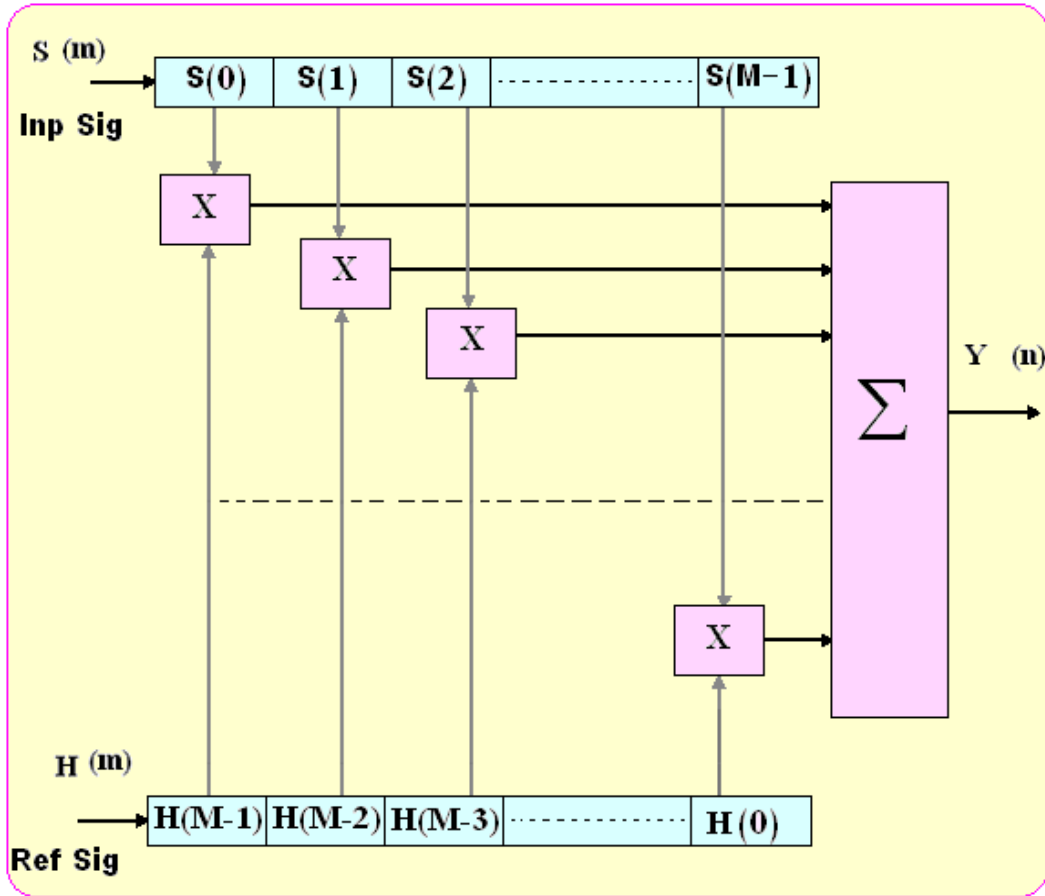 S (m)
S(0) S(1) S(2) S(M-1)
Inp Sig
X
X
X
Y (n)
∑
X
H (m)
H(M-1) H(M-2) H(M-3) H(0)
Ref Sig